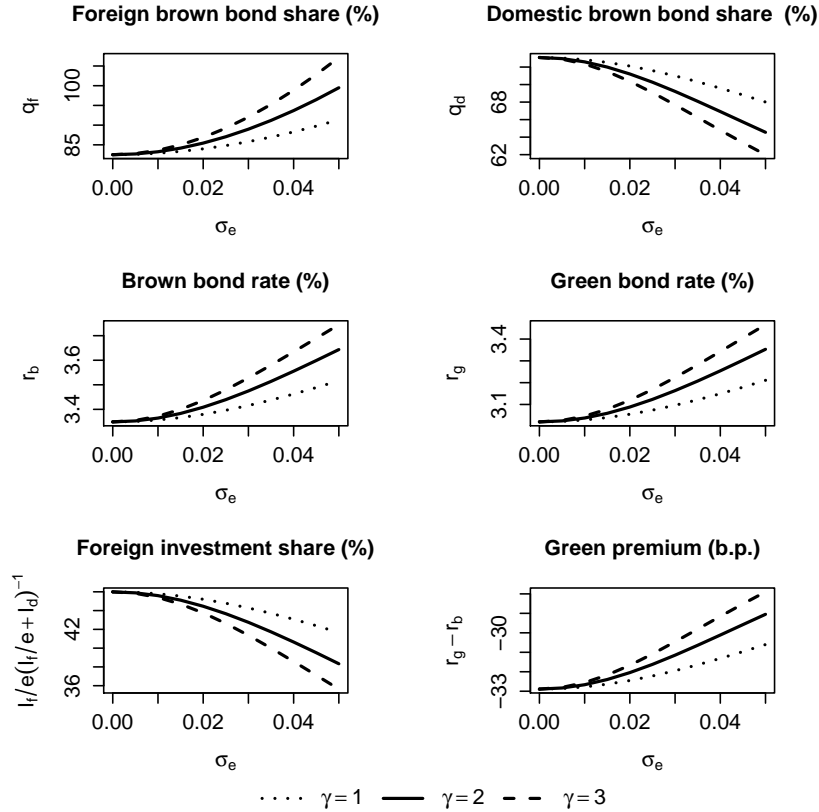 Foreign brown bond share (%)
q_f
100
85
0.00 0.02 0.04
σ_e
Domestic brown bond share (%)
q_d
68
62
0.00 0.02 0.04
σ_e
Brown bond rate (%)
r_b
3.6
3.4
0.00 0.02 0.04
σ_e
Green bond rate (%)
r_g
3.4
3.1
0.00 0.02 0.04
σ_e
Foreign investment share (%)
I_f/e(I_f/e + I_d)^−1
42
36
0.00 0.02 0.04
σ_e
Green premium (b.p.)
r_g − r_b
−30
−33
0.00 0.02 0.04
σ_e
γ = 1 γ = 2 γ = 3